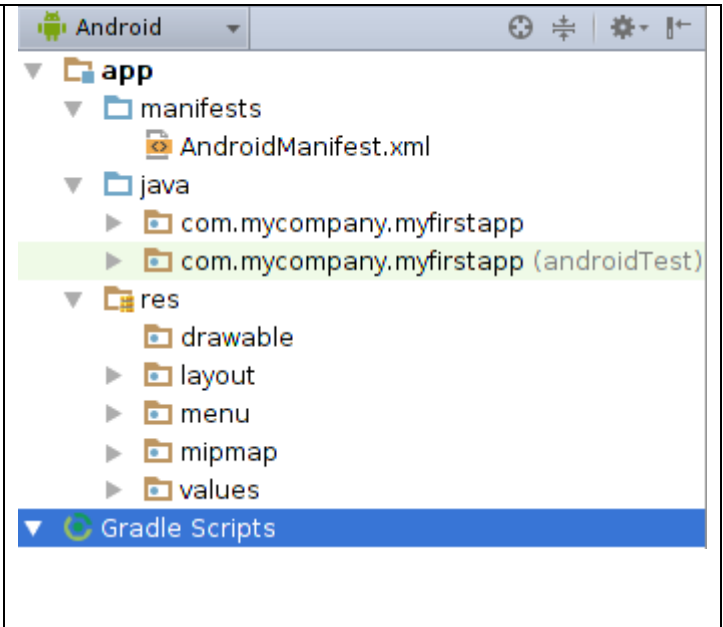 Android
app
manifests
AndroidManifest.xml
java
com.mycompany.myfirstapp
com.mycompany.myfirstapp (androidTest)
res
drawable
layout
menu
mipmap
values
Gradle Scripts